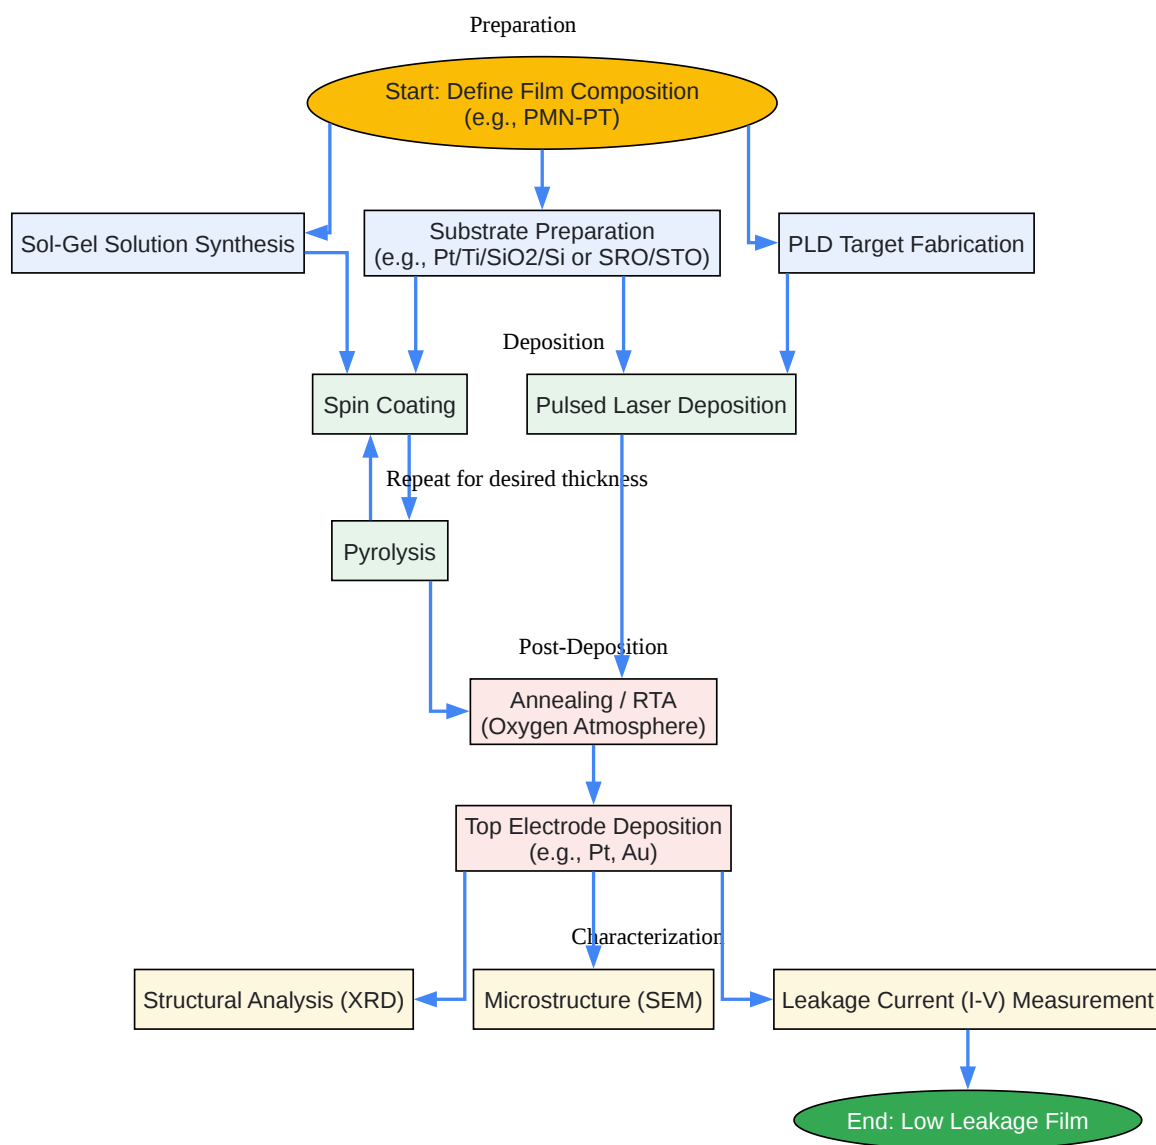 Preparation
Start: Define Film Composition
(e.g., PMN-PT)
Sol-Gel Solution Synthesis
Substrate Preparation
(e.g., Pt/Ti/SiO2/Si or SRO/STO)
PLD Target Fabrication
Deposition
Spin Coating
Pulsed Laser Deposition
Repeat for desired thickness
Pyrolysis
Post-Deposition
Annealing / RTA
(Oxygen Atmosphere)
Top Electrode Deposition
(e.g., Pt, Au)
Characterization
Structural Analysis (XRD)
Microstructure (SEM)
Leakage Current (I-V) Measurement
End: Low Leakage Film